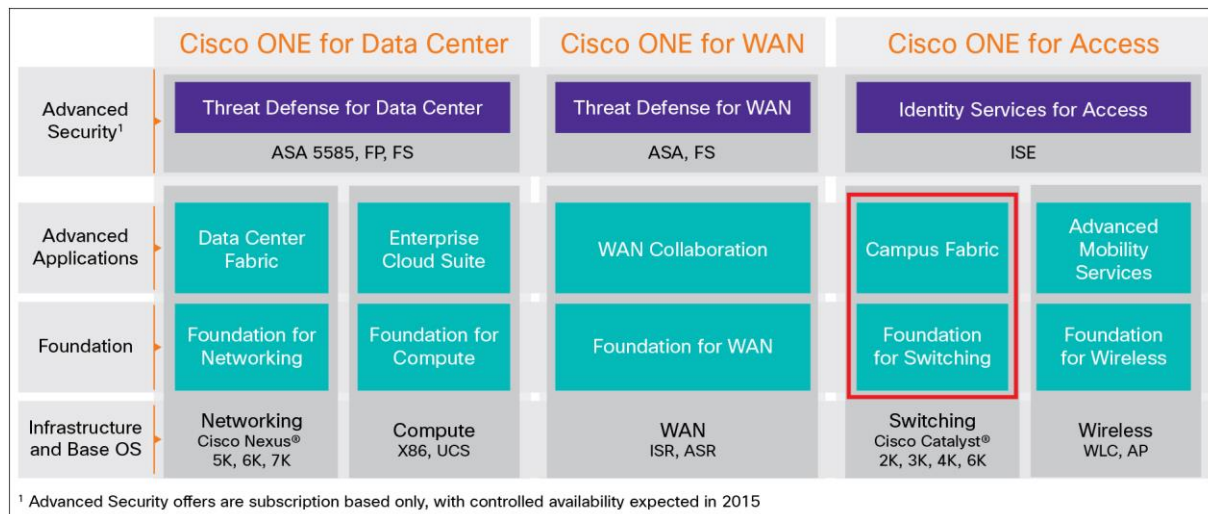 Cisco ONE for Data Center
Cisco ONE for WAN
Cisco ONE for Access
Advanced
Security¹
Threat Defense for Data Center
ASA 5585, FP, FS
Threat Defense for WAN
ASA, FS
Identity Services for Access
ISE
Advanced
Applications
Data Center
Fabric
Enterprise
Cloud Suite
WAN Collaboration
Campus Fabric
Advanced
Mobility
Services
Foundation
Foundation for
Networking
Foundation for
Compute
Foundation for WAN
Foundation
for Switching
Foundation
for Wireless
Infrastructure
and Base OS
Networking
Cisco Nexus®
5K, 6K, 7K
Compute
X86, UCS
WAN
ISR, ASR
Switching
Cisco Catalyst®
2K, 3K, 4K, 6K
Wireless
WLC, AP
¹ Advanced Security offers are subscription based only, with controlled availability expected in 2015